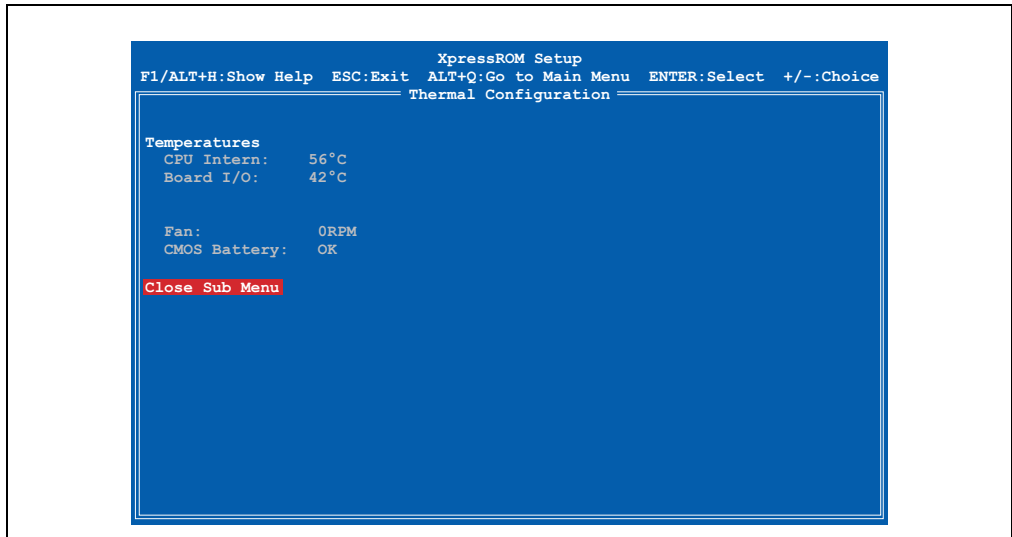 XpressROM Setup
F1/ALT+H:Show Help ESC:Exit ALT+Q:Go to Main Menu ENTER:Select +/-:Choice
Thermal Configuration
Temperatures
CPU Intern: 56°C
Board I/O: 42°C
Fan: 0RPM
CMOS Battery: OK
Close Sub Menu